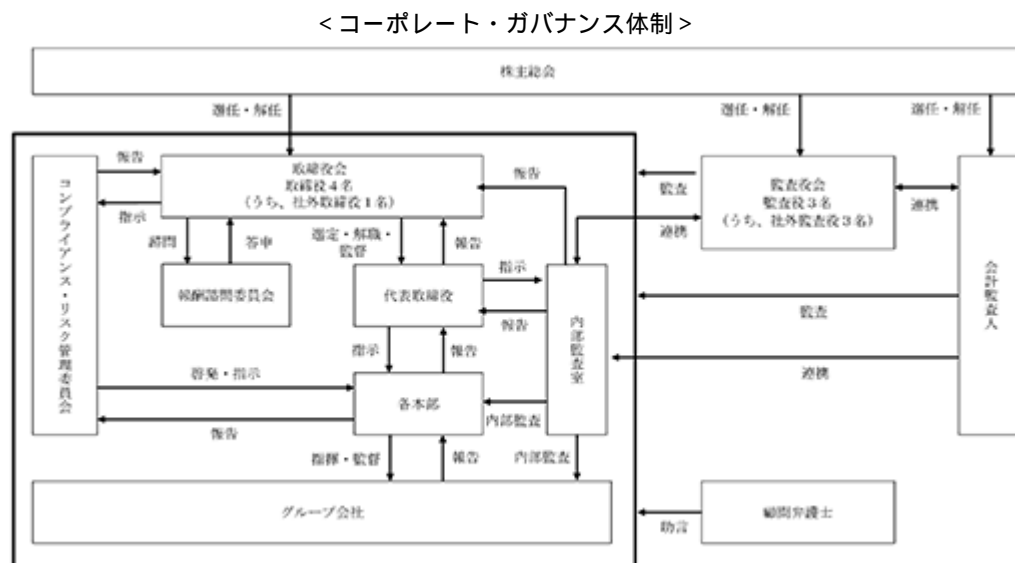 <コーポレート・ガバナンス体制>
株主総会
選任・解任
選任・解任
選任・解任
報告
取締役会
取締役4名
(うち、社外取締役1名)
報告
監査
監査役会
監査役3名
(うち、社外監査役3名)
連携
指示
諮問
答申
選定・解職・
監督
報告
連携
コンプライアンス・リスク管理委員会
報酬諮問委員会
代表取締役
指示
報告
内部監査室
会計監査人
監査
指示
報告
連携
啓発・指示
各本部
内部監査
報告
指揮・監督
報告
内部監査
グループ会社
助言
顧問弁護士